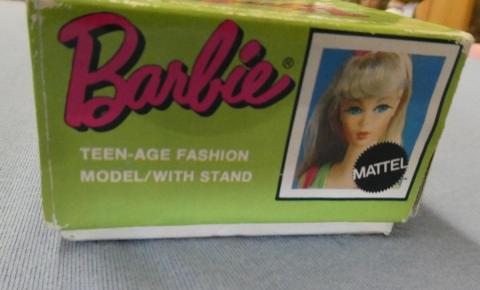 Barbie®
TEEN-AGE FASHION
MODEL/WITH STAND
MATTEL